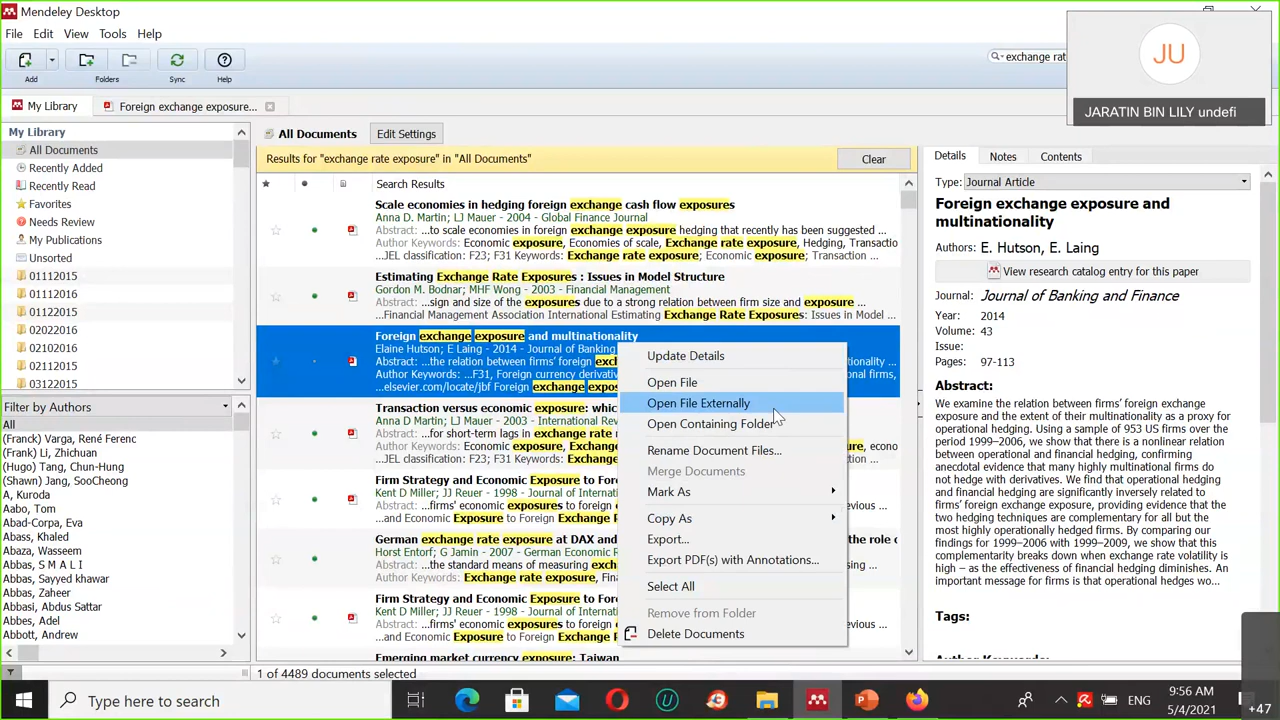 Mendeley Desktop
File Edit View Tools Help
exchange rat
Add
Folders
Sync
Help
JU
JARATIN BIN LILY undefi
My Library
Foreign exchange exposure...
My Library
All Documents
Recently Added
Recently Read
Favorites
Needs Review
My Publications
Unsorted
01112015
01112016
01122015
02022016
02102016
02112015
03122015
Filter by Authors
All
(Franck) Varga, René Ferenc
(Frank) Li, Zhichuan
(Hugo) Tang, Chun-Hung
(Shawn) Jang, SooCheong
A, Kuroda
Aabo, Tom
Abad-Corpa, Eva
Abass, Khaled
Abaza, Wasseem
Abbas, S M A L I
Abbas, Sayyed khawar
Abbas, Zaheer
Abbasi, Abdus Sattar
Abbes, Adel
Abbott, Andrew
All Documents
Edit Settings
Results for "exchange rate exposure" in "All Documents"
Clear
Search Results
Scale economies in hedging foreign exchange cash flow exposures
Anna D. Martin; LJ Mauer - 2004 - Global Finance Journal
Abstract: ...to scale economies in foreign exchange exposure hedging that recently has been suggested ...
Author Keywords: Economic exposure, Economies of scale, Exchange rate exposure, Hedging, Transactio
...JEL classification: F23; F31 Keywords: Exchange rate exposure; Economic exposure; Transaction ...
Estimating Exchange Rate Exposures : Issues in Model Structure
Gordon M. Bodnar; MHF Wong - 2003 - Financial Management
Abstract: ...sign and size of the exposures due to a strong relation between firm size and exposure ...
...Financial Management Association International Estimating Exchange Rate Exposures: Issues in Model ...
Foreign exchange exposure and multinationality
Elaine Hutson; E Laing - 2014 - Journal of Banking
Abstract: ...the relation between firms' foreign exc
Author Keywords: ...F31, Foreign currency derivati
...elsevier.com/locate/jbf Foreign exchange expos
ationality ...
nal firms,
Transaction versus economic exposure: whic
Anna D Martin; LJ Mauer - 2003 - International Rev
Abstract: ...for short-term lags in exchange rate
...JEL classification: F23; F31 Keywords: Exchange
, econo
Firm Strategy and Economic Exposure to Fore
Kent D Miller; JJ Reuer - 1998 - Journal of Internati
Abstract: ...firms' exposures to foreign exchange
...and Economic Exposure to Foreign Exchange R
evious ...
German exchange rate exposure at DAX and
the role o
Horst Entorf; G Jamin - 2007 - German Economic R
Abstract: ...the standard means of measuring exch
Author Keywords: Exchange rate exposure, Fina
Firm Strategy and Economic Exposure to Fore
Kent D Miller; JJ Reuer - 1998 - Journal of Internati
Abstract: ...firms' exposures to foreign exchange
...and Economic Exposure to Foreign Exchange R
evious ...
Emerging market currency exposure: Taiwan
Update Details
Open File
Open File Externally
Open Containing Folder
Rename Document Files...
Merge Documents
Mark As
Copy As
Export...
Export PDF(s) with Annotations...
Select All
Remove from Folder
Delete Documents
1 of 4489 documents selected
Details
Notes
Contents
Type: Journal Article
Foreign exchange exposure and
multinationality
Authors: E. Hutson, E. Laing
View research catalog entry for this paper
Journal: Journal of Banking and Finance
Year: 2014
Volume: 43
Issue:
Pages: 97-113
Abstract:
We examine the relation between firms' foreign exchange
exposure and the extent of their multinationality as a proxy for
operational hedging. Using a sample of 953 US firms over the
period 1999–2006, we show that there is a nonlinear relation
between operational and financial hedging, confirming
anecdotal evidence that many highly multinational firms do
not hedge with derivatives. We find that operational hedging
and financial hedging are significantly inversely related to
firms' foreign exchange exposure, providing evidence that the
two hedging techniques are complementary for all but the
most highly operationally hedged firms. By comparing our
findings for 1999–2006 with 1999–2009, we show that this
complementarity breaks down when exchange rate volatility is
high – as the effectiveness of financial hedging diminishes. An
important message for firms is that operational hedges wo...
Tags:
Author Keywords:
Type here to search
ENG
9:56 AM
5/4/2021
+47